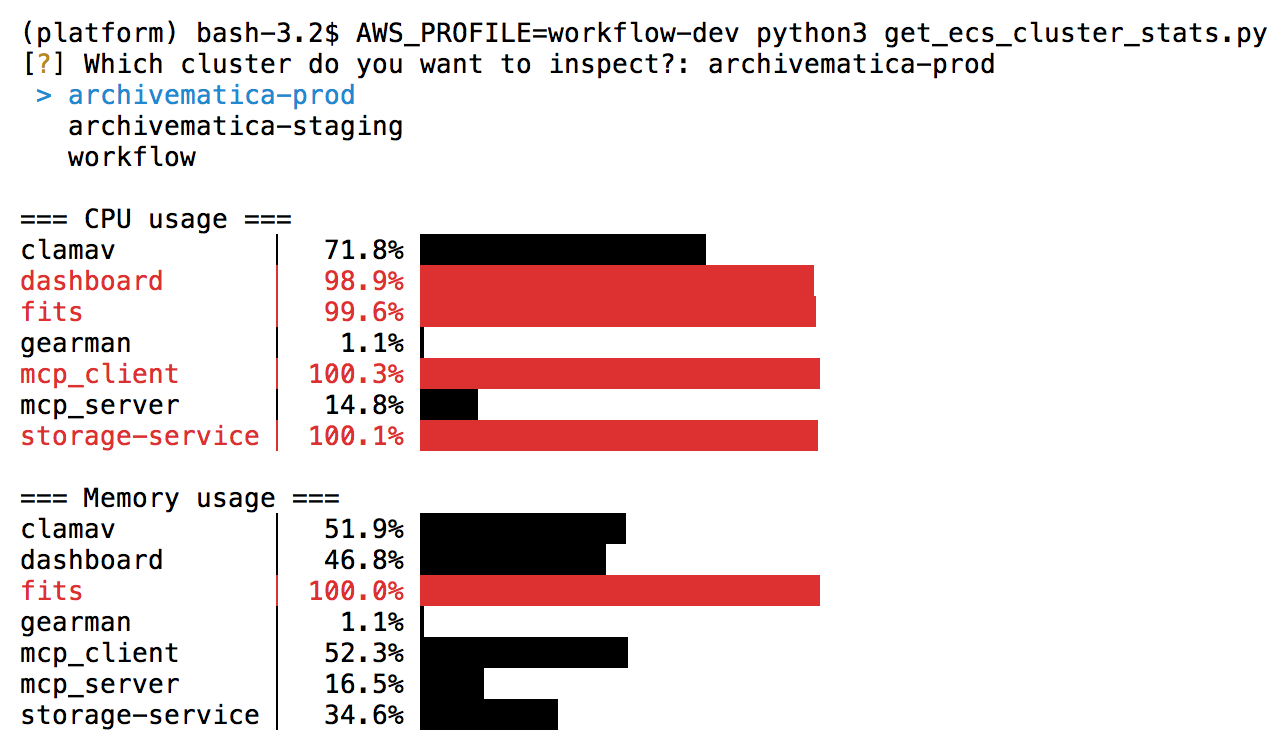 (platform) bash-3.2$ AWS_PROFILE=workflow-dev python3 get_ecs_cluster_stats.py
[?] Which cluster do you want to inspect?: archivematica-prod
> archivematica-prod
archivematica-staging
workflow
=== CPU usage ===
clamav | 71.8%
dashboard | 98.9%
fits | 99.6%
gearman | 1.1%
mcp_client | 100.3%
mcp_server | 14.8%
storage-service | 100.1%
=== Memory usage ===
clamav | 51.9%
dashboard | 46.8%
fits | 100.0%
gearman | 1.1%
mcp_client | 52.3%
mcp_server | 16.5%
storage-service | 34.6%